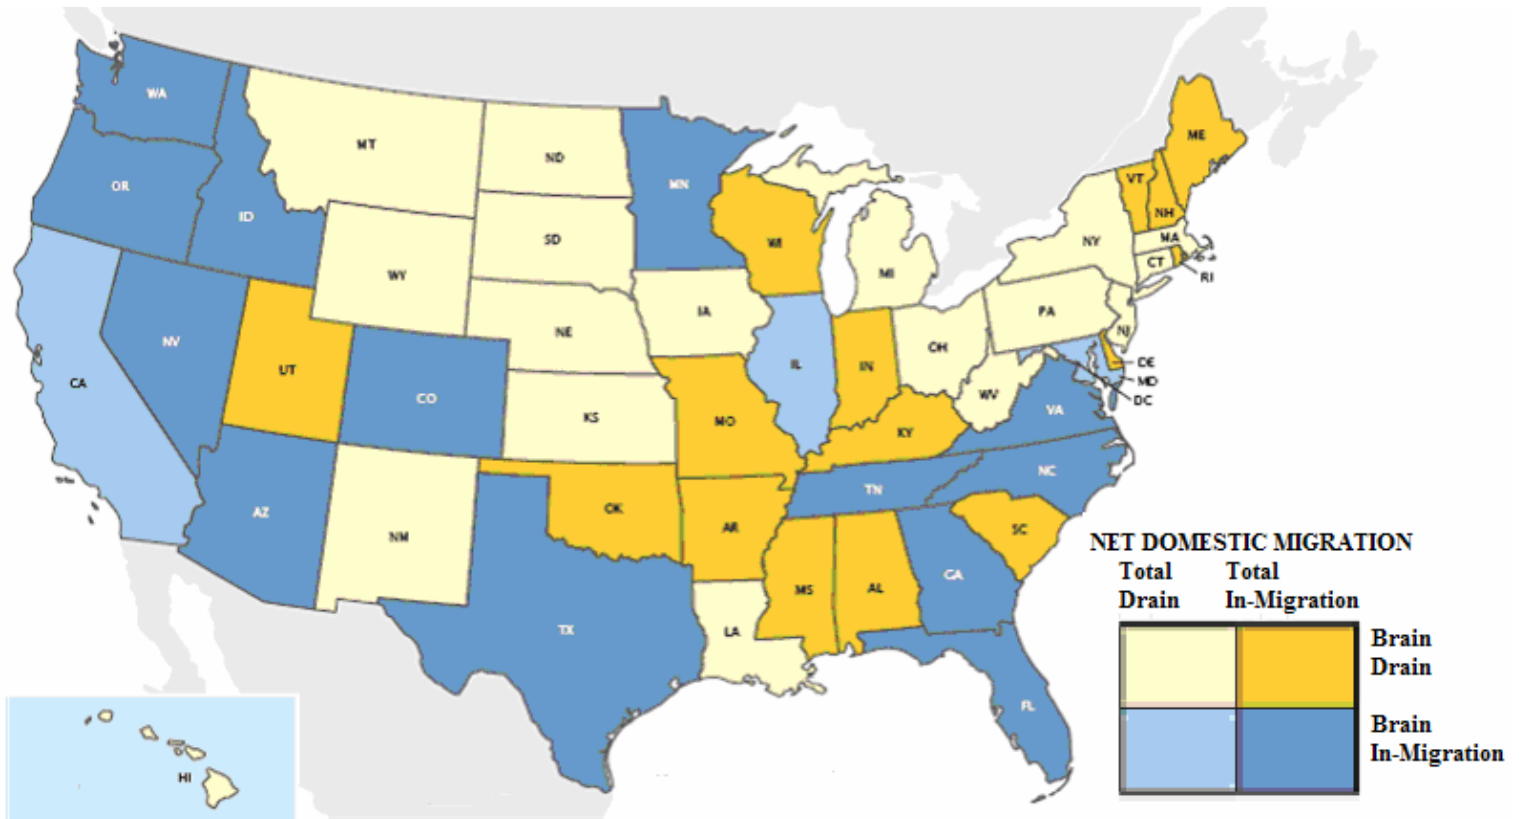 WA
MT
ND
MN
ME
VT
NH
OR
ID
SD
WI
NY
MA
CT
RI
WY
MI
IA
PA
NJ
NE
OH
NV
UT
IL
IN
DE
MD
DC
CA
CO
KS
WV
VA
MO
KY
NC
TN
AZ
NM
OK
AR
SC
MS
AL
GA
TX
LA
FL
HI
NET DOMESTIC MIGRATION
Total Total
Drain In-Migration
Brain
Drain
Brain
In-Migration